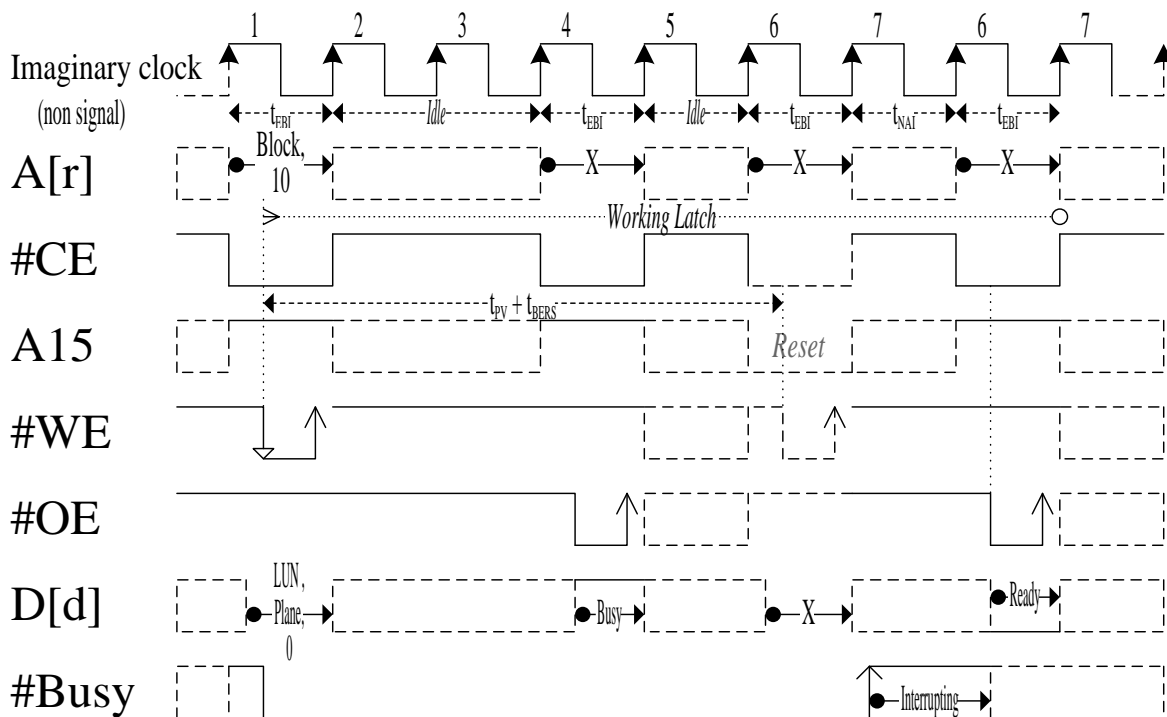 1 2 3 4 5 6 7 6 7
Imaginary clock
(non signal)
tEBI Idle tEBI Idle tEBI tNAI tEBI
A[r]
Block,
10
X X X
Working Latch
#CE
tPV + tBERS
A15
Reset
#WE
#OE
D[d]
LUN,
Plane,
0
Busy X Ready
#Busy
Interrupting